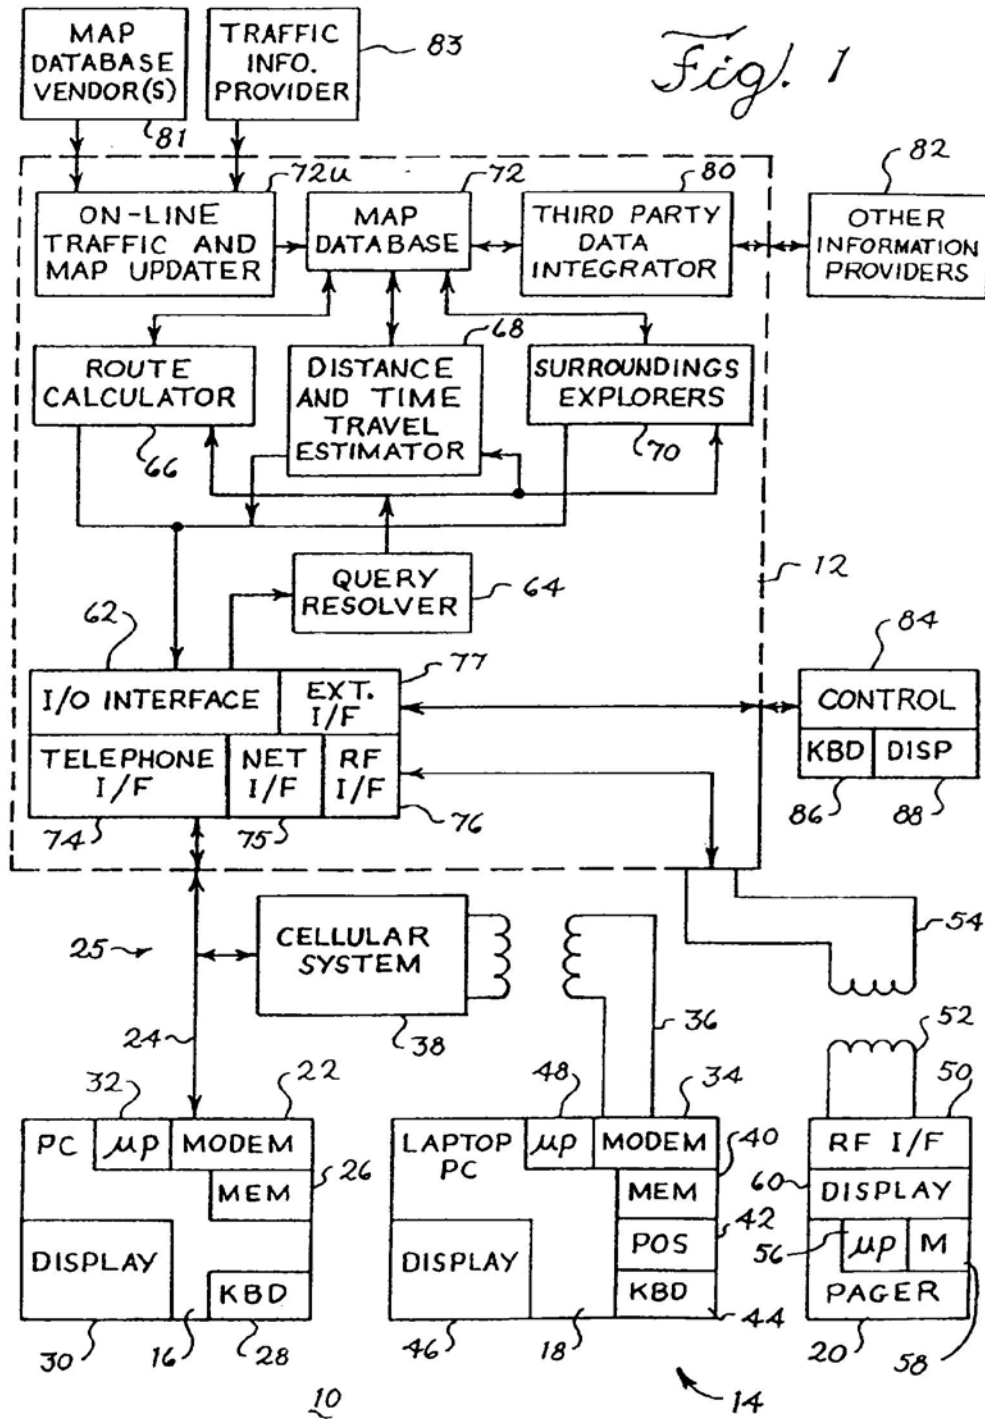 MAP
DATABASE
VENDOR(S)
TRAFFIC
INFO.
PROVIDER
83
Fig. 1
81
72u
72
80
82
ON-LINE
TRAFFIC AND
MAP UPDATER
MAP
DATABASE
THIRD PARTY
DATA
INTEGRATOR
OTHER
INFORMATION
PROVIDERS
68
ROUTE
CALCULATOR
DISTANCE
AND TIME
TRAVEL
ESTIMATOR
SURROUNDINGS
EXPLORERS
66
70
12
QUERY
RESOLVER
64
62
77
84
I/O INTERFACE
EXT.
I/F
CONTROL
TELEPHONE
I/F
NET
I/F
RF
I/F
KBD
DISP
74
75
76
86
88
25
CELLULAR
SYSTEM
54
24
38
36
52
32
22
48
34
50
PC
μp
MODEM
LAPTOP
PC
μp
MODEM
RF I/F
40
MEM
26
MEM
60
DISPLAY
42
DISPLAY
POS
56
μp
M
KBD
KBD
PAGER
44
30
16
28
46
18
20
58
14
10